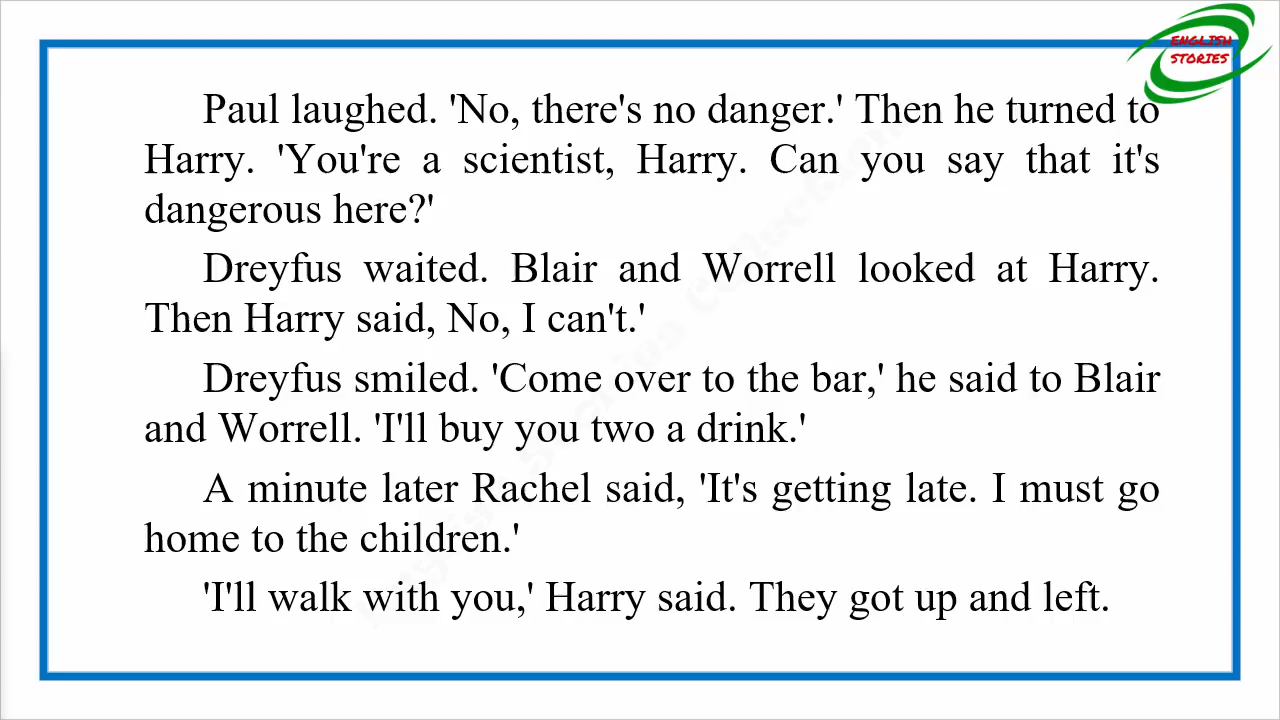 ENGLISH
STORIES
Paul laughed. 'No, there's no danger.' Then he turned to
Harry. 'You're a scientist, Harry. Can you say that it's
dangerous here?'
Dreyfus waited. Blair and Worrell looked at Harry.
Then Harry said, No, I can't.'
Dreyfus smiled. 'Come over to the bar,' he said to Blair
and Worrell. 'I'll buy you two a drink.'
A minute later Rachel said, 'It's getting late. I must go
home to the children.'
'I'll walk with you,' Harry said. They got up and left.